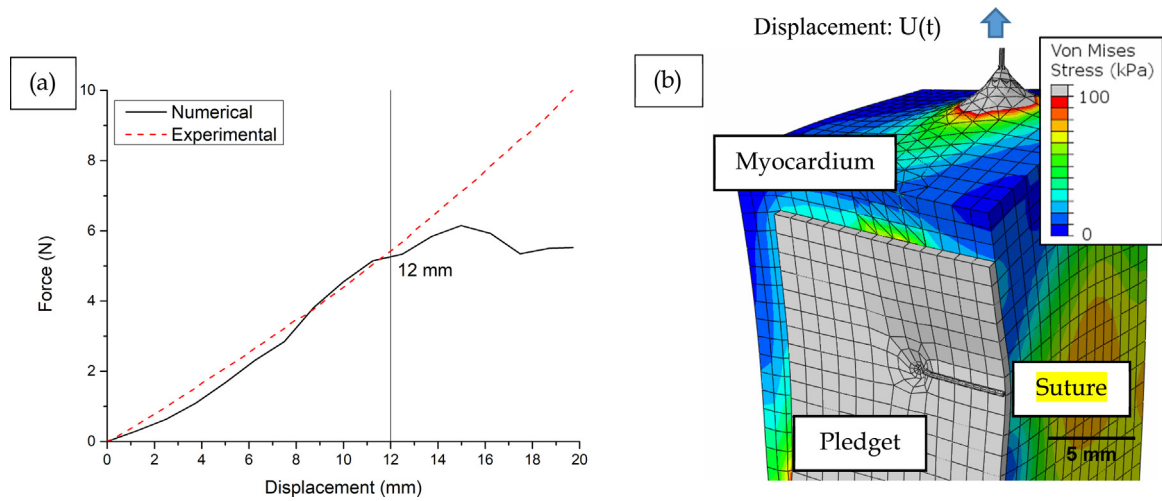 (a)
10
8
6
4
2
0
Force (N)
Numerical
Experimental
12 mm
0 2 4 6 8 10 12 14 16 18 20
Displacement (mm)
Displacement: U(t)
(b)
Von Mises
Stress (kPa)
100
0
Myocardium
Suture
Pledget
5 mm